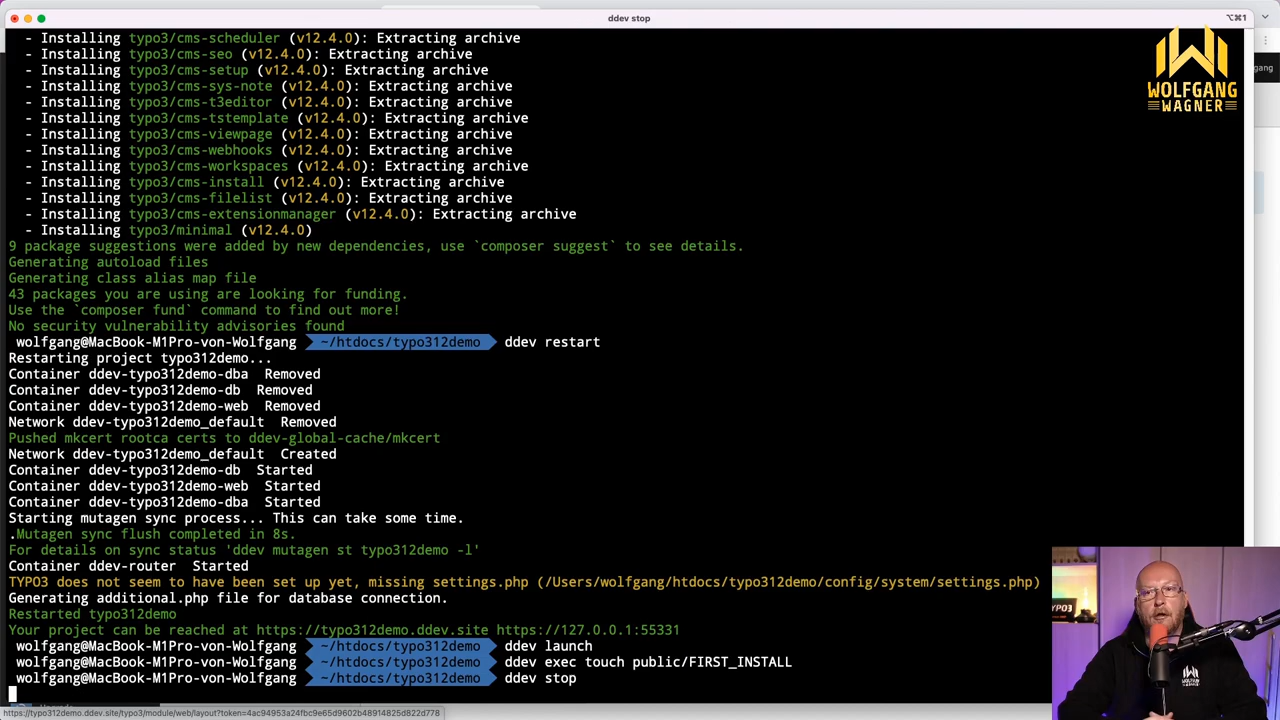 ddev stop
⌥⌘1
- Installing typo3/cms-scheduler (v12.4.0): Extracting archive
- Installing typo3/cms-seo (v12.4.0): Extracting archive
- Installing typo3/cms-setup (v12.4.0): Extracting archive
- Installing typo3/cms-sys-note (v12.4.0): Extracting archive
- Installing typo3/cms-t3editor (v12.4.0): Extracting archive
- Installing typo3/cms-tstemplate (v12.4.0): Extracting archive
- Installing typo3/cms-viewpage (v12.4.0): Extracting archive
- Installing typo3/cms-webhooks (v12.4.0): Extracting archive
- Installing typo3/cms-workspaces (v12.4.0): Extracting archive
- Installing typo3/cms-install (v12.4.0): Extracting archive
- Installing typo3/cms-filelist (v12.4.0): Extracting archive
- Installing typo3/cms-extensionmanager (v12.4.0): Extracting archive
- Installing typo3/minimal (v12.4.0)
9 package suggestions were added by new dependencies, use `composer suggest` to see details.
Generating autoload files
Generating class alias map file
43 packages you are using are looking for funding.
Use the `composer fund` command to find out more!
No security vulnerability advisories found
wolfgang@MacBook-M1Pro-von-Wolfgang ~/htdocs/typo312demo ddev restart
Restarting project typo312demo...
Container ddev-typo312demo-dba Removed
Container ddev-typo312demo-db Removed
Container ddev-typo312demo-web Removed
Network ddev-typo312demo_default Removed
Pushed mkcert rootca certs to ddev-global-cache/mkcert
Network ddev-typo312demo_default Created
Container ddev-typo312demo-db Started
Container ddev-typo312demo-web Started
Container ddev-typo312demo-dba Started
Starting mutagen sync process... This can take some time.
.Mutagen sync flush completed in 8s.
For details on sync status 'ddev mutagen st typo312demo -l'
Container ddev-router Started
TYPO3 does not seem to have been set up yet, missing settings.php (/Users/wolfgang/htdocs/typo312demo/config/system/settings.php)
Generating additional.php file for database connection.
Restarted typo312demo
Your project can be reached at https://typo312demo.ddev.site https://127.0.0.1:55331
wolfgang@MacBook-M1Pro-von-Wolfgang ~/htdocs/typo312demo ddev launch
wolfgang@MacBook-M1Pro-von-Wolfgang ~/htdocs/typo312demo ddev exec touch public/FIRST_INSTALL
wolfgang@MacBook-M1Pro-von-Wolfgang ~/htdocs/typo312demo ddev stop
https://typo312demo.ddev.site/typo3/module/web/layout?token=4ac94953a24fbc9e65d9602b48914825d822d778
WOLFGANG
WAGNER
gang
TYPO3
WOLFGANG